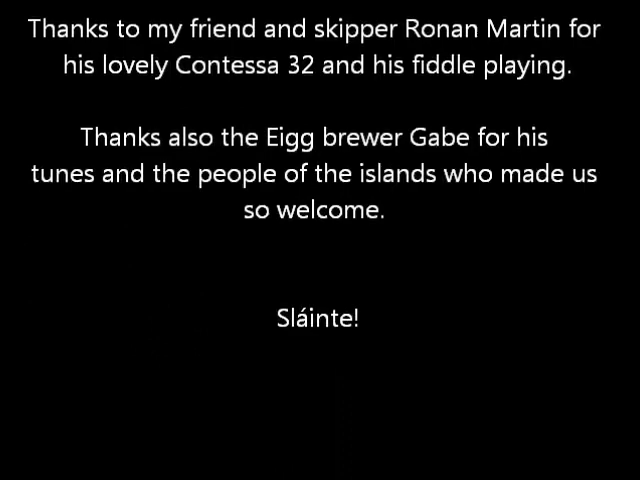 Thanks to my friend and skipper Ronan Martin for
his lovely Contessa 32 and his fiddle playing.
Thanks also the Eigg brewer Gabe for his
tunes and the people of the islands who made us
so welcome.
Sláinte!